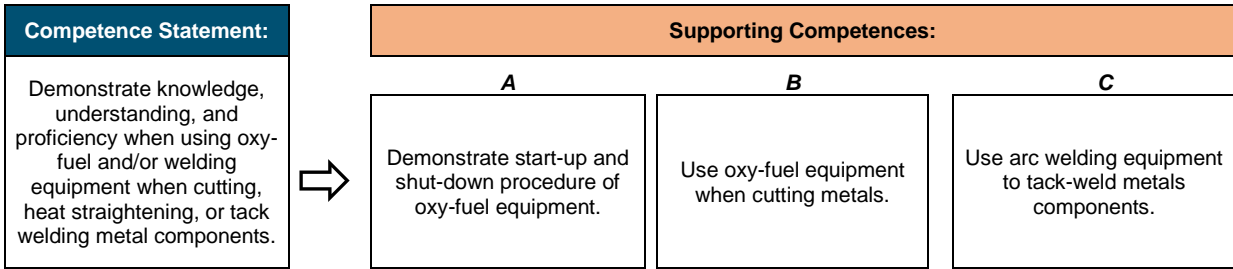 Competence Statement:
Demonstrate knowledge,
understanding, and
proficiency when using oxy-
fuel and/or welding
equipment when cutting,
heat straightening, or tack
welding metal components.
Supporting Competences:
A
Demonstrate start-up and
shut-down procedure of
oxy-fuel equipment.
B
Use oxy-fuel equipment
when cutting metals.
C
Use arc welding equipment
to tack-weld metals
components.